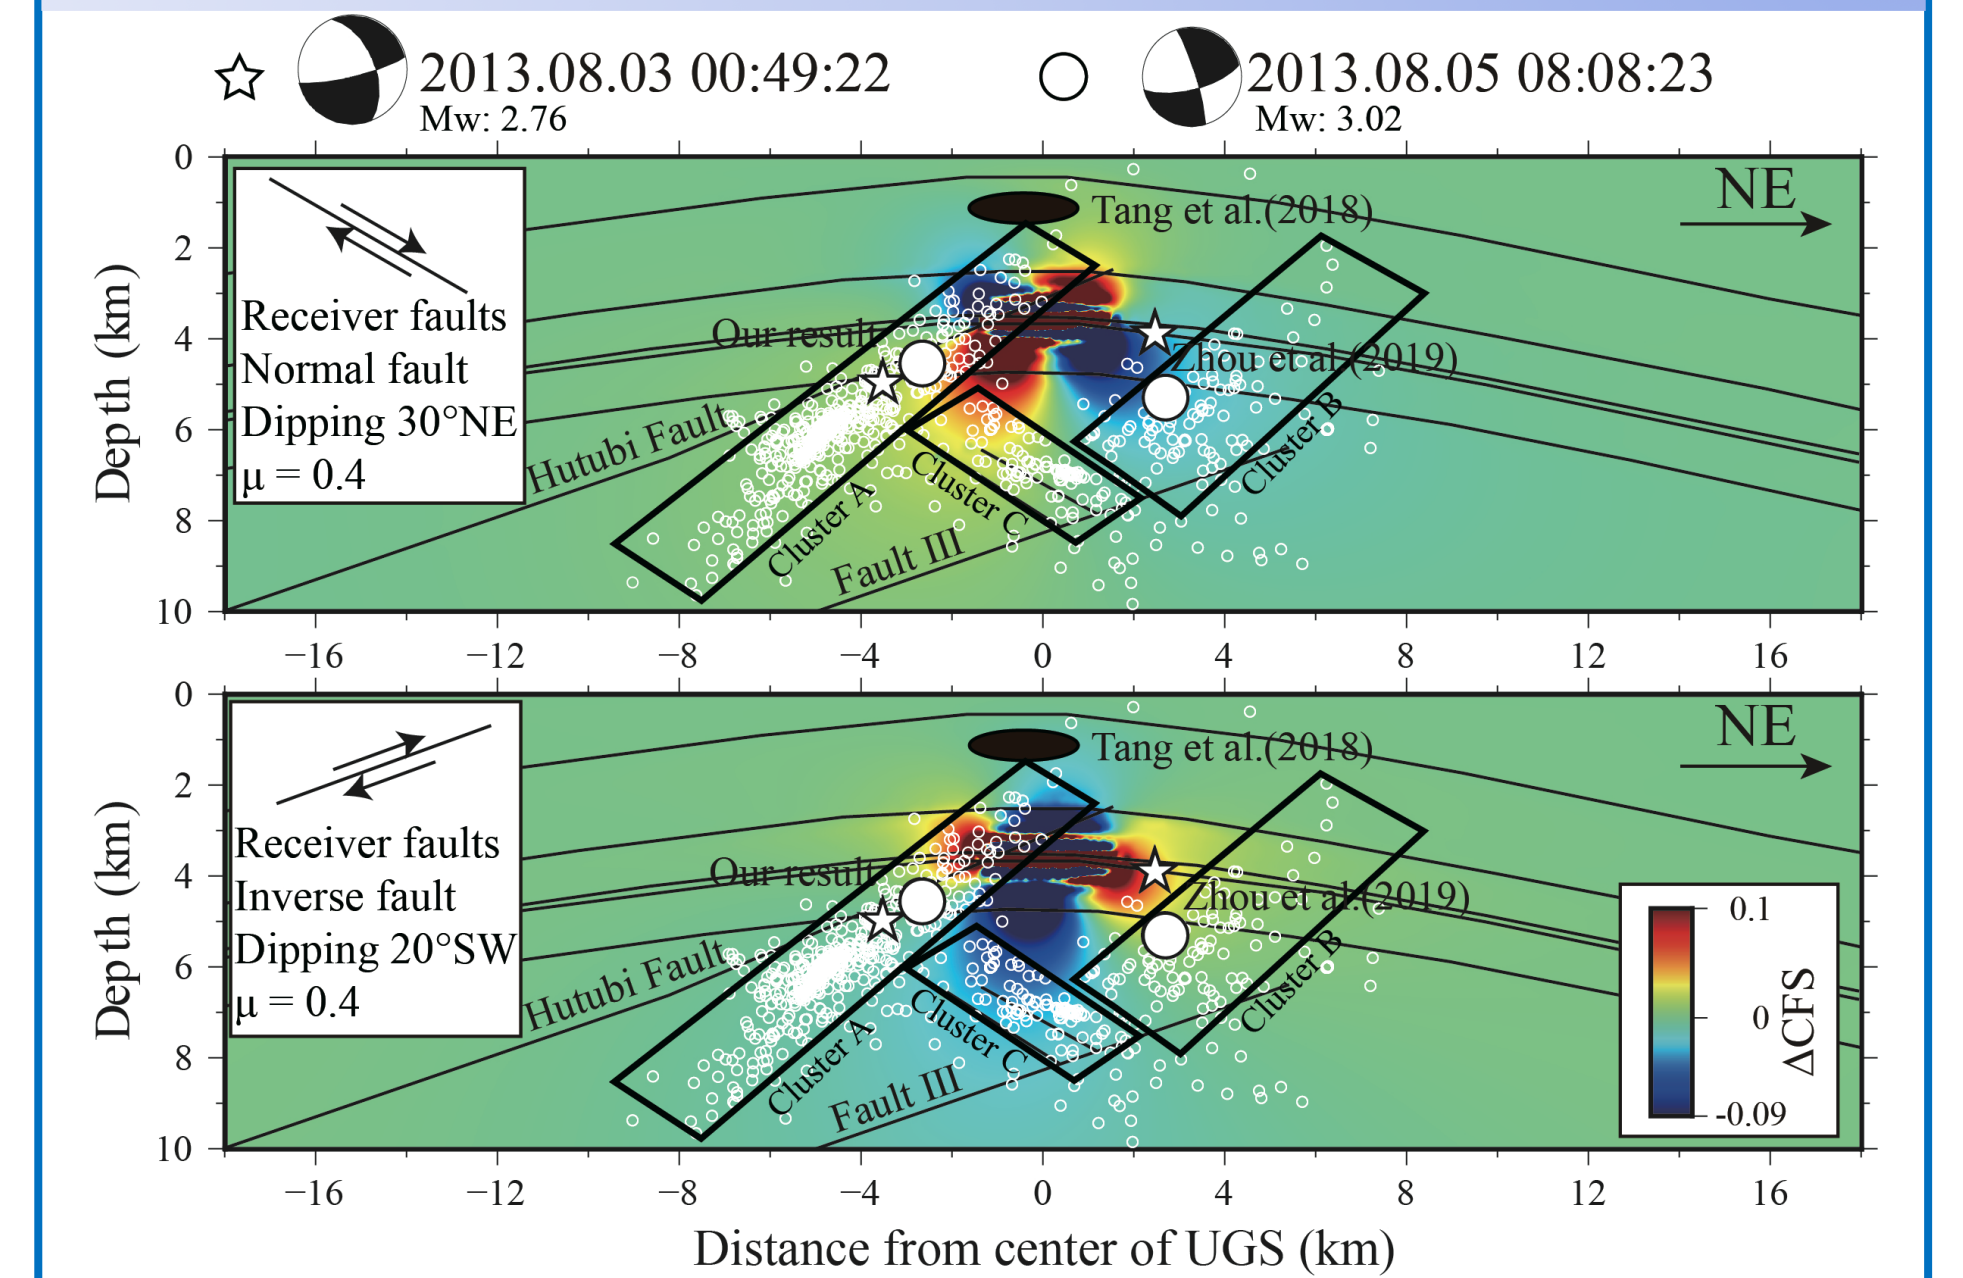 2013.08.03 00:49:22
Mw: 2.76
2013.08.05 08:08:23
Mw: 3.02
0
2
4
6
8
10
Depth (km)
Receiver faults
Normal fault
Dipping 30°NE
μ = 0.4
NE
Tang et al.(2018)
Our result
Zhou et al.(2019)
Hutubi Fault
Cluster A
Cluster C
Cluster B
Fault III
−16 −12 −8 −4 0 4 8 12 16
0
2
4
6
8
10
Depth (km)
Receiver faults
Inverse fault
Dipping 20°SW
μ = 0.4
NE
Tang et al.(2018)
Our result
Zhou et al.(2019)
Hutubi Fault
Cluster A
Cluster C
Cluster B
Fault III
0.1
0
-0.09
ΔCFS
−16 −12 −8 −4 0 4 8 12 16
Distance from center of UGS (km)